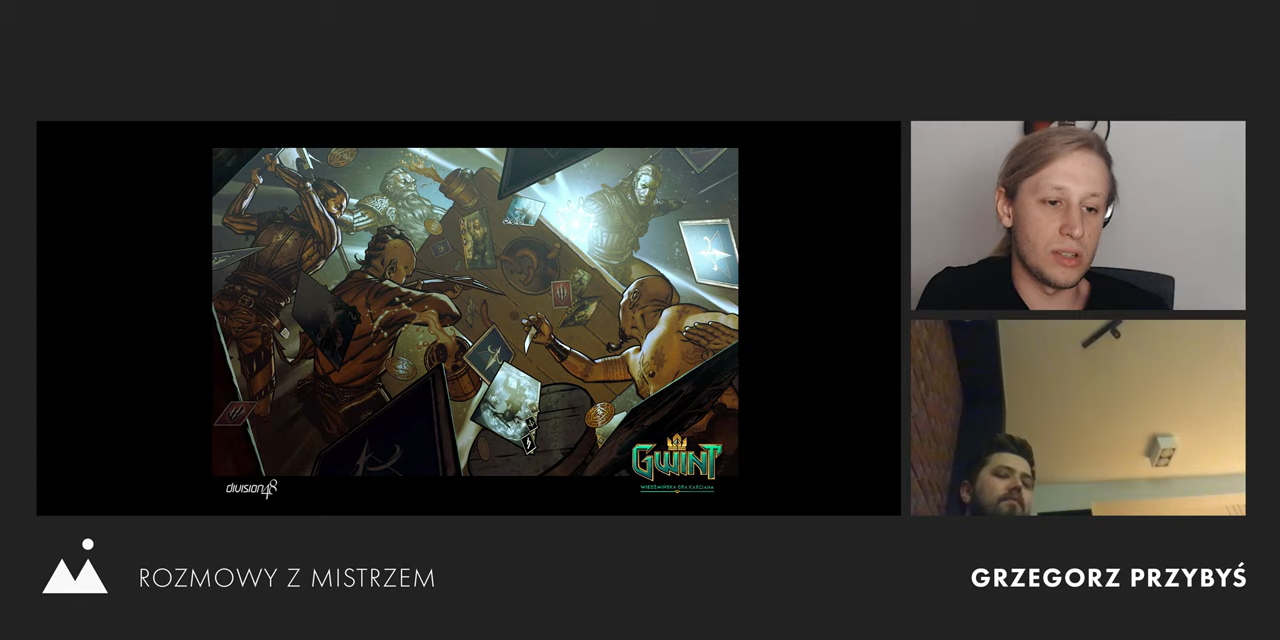 GWINT
WIEDŹMIŃSKA GRA KARCIANA
division48
ROZMOWY Z MISTRZEM
GRZEGORZ PRZYBYŚ